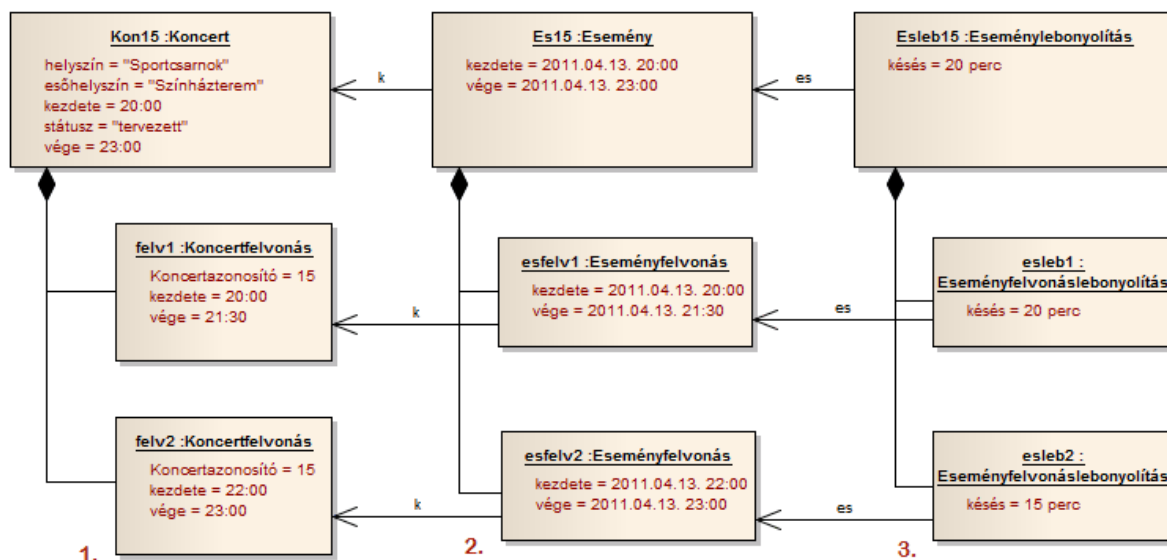 Kon15 :Koncert
helyszín = "Sportcsarnok"
esőhelyszín = "Színházterem"
kezdete = 20:00
státusz = "tervezett"
vége = 23:00
k
Es15 :Esemény
kezdete = 2011.04.13. 20:00
vége = 2011.04.13. 23:00
es
Esleb15 :Eseménylebonyolítás
késés = 20 perc
felv1 :Koncertfelvonás
Koncertazonosító = 15
kezdete = 20:00
vége = 21:30
k
esfelv1 :Eseményfelvonás
kezdete = 2011.04.13. 20:00
vége = 2011.04.13. 21:30
es
esleb1 :
Eseményfelvonáslebonyolítás
késés = 20 perc
felv2 :Koncertfelvonás
Koncertazonosító = 15
kezdete = 22:00
vége = 23:00
k
esfelv2 :Eseményfelvonás
kezdete = 2011.04.13. 22:00
vége = 2011.04.13. 23:00
es
esleb2 :
Eseményfelvonáslebonyolítás
késés = 15 perc
1.
2.
3.